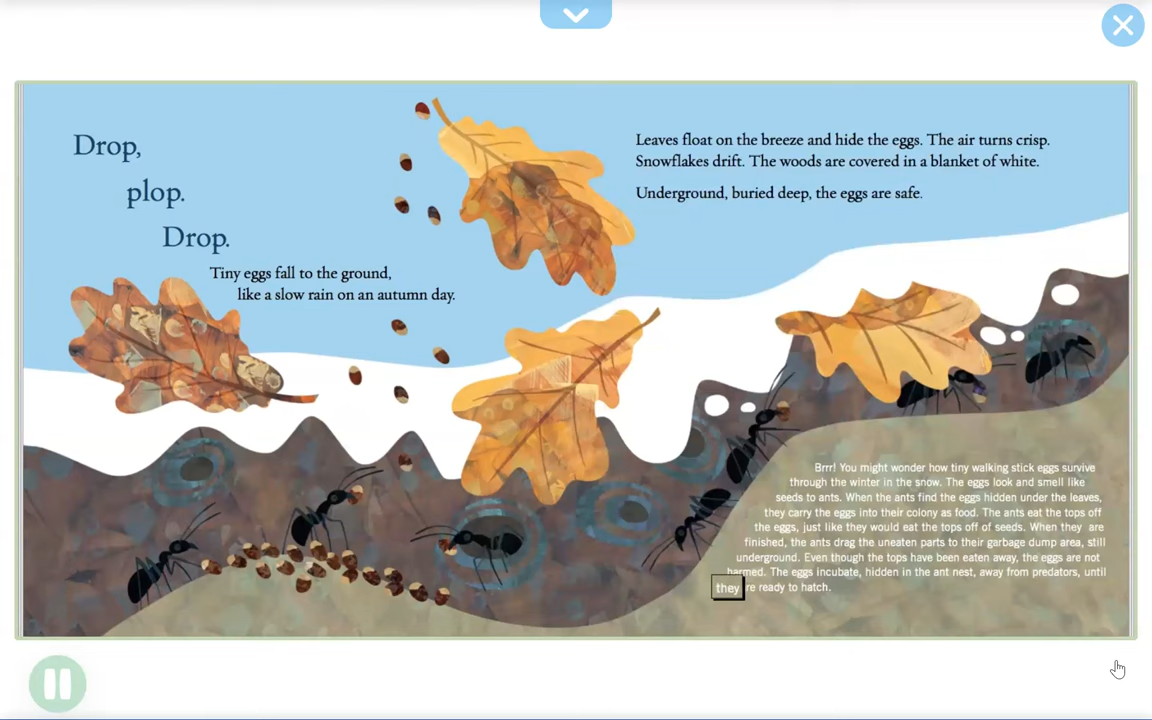 Drop,
plop.
Drop.
Tiny eggs fall to the ground,
like a slow rain on an autumn day.
Leaves float on the breeze and hide the eggs. The air turns crisp.
Snowflakes drift. The woods are covered in a blanket of white.
Underground, buried deep, the eggs are safe.
Brrr! You might wonder how tiny walking stick eggs survive
through the winter in the snow. The eggs look and smell like
seeds to ants. When the ants find the eggs hidden under the leaves,
they carry the eggs into their colony as food. The ants eat the tops off
the eggs, just like they would eat the tops off of seeds. When they are
finished, the ants drag the uneaten parts to their garbage dump area, still
underground. Even though the tops have been eaten away, the eggs are not
harmed. The eggs incubate, hidden in the ant nest, away from predators, until
they re ready to hatch.